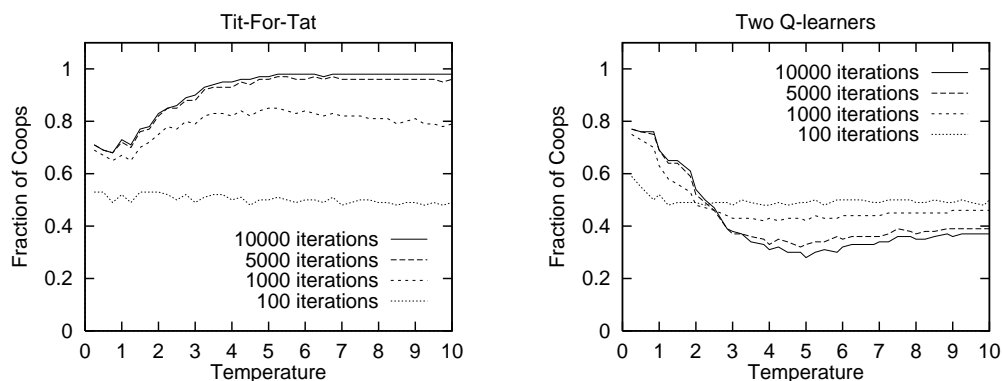 Tit-For-Tat
1
0.8
0.6
0.4
0.2
0
Fraction of Coops
10000 iterations
5000 iterations
1000 iterations
100 iterations
0 1 2 3 4 5 6 7 8 9 10
Temperature
Two Q-learners
1
0.8
0.6
0.4
0.2
0
Fraction of Coops
10000 iterations
5000 iterations
1000 iterations
100 iterations
0 1 2 3 4 5 6 7 8 9 10
Temperature